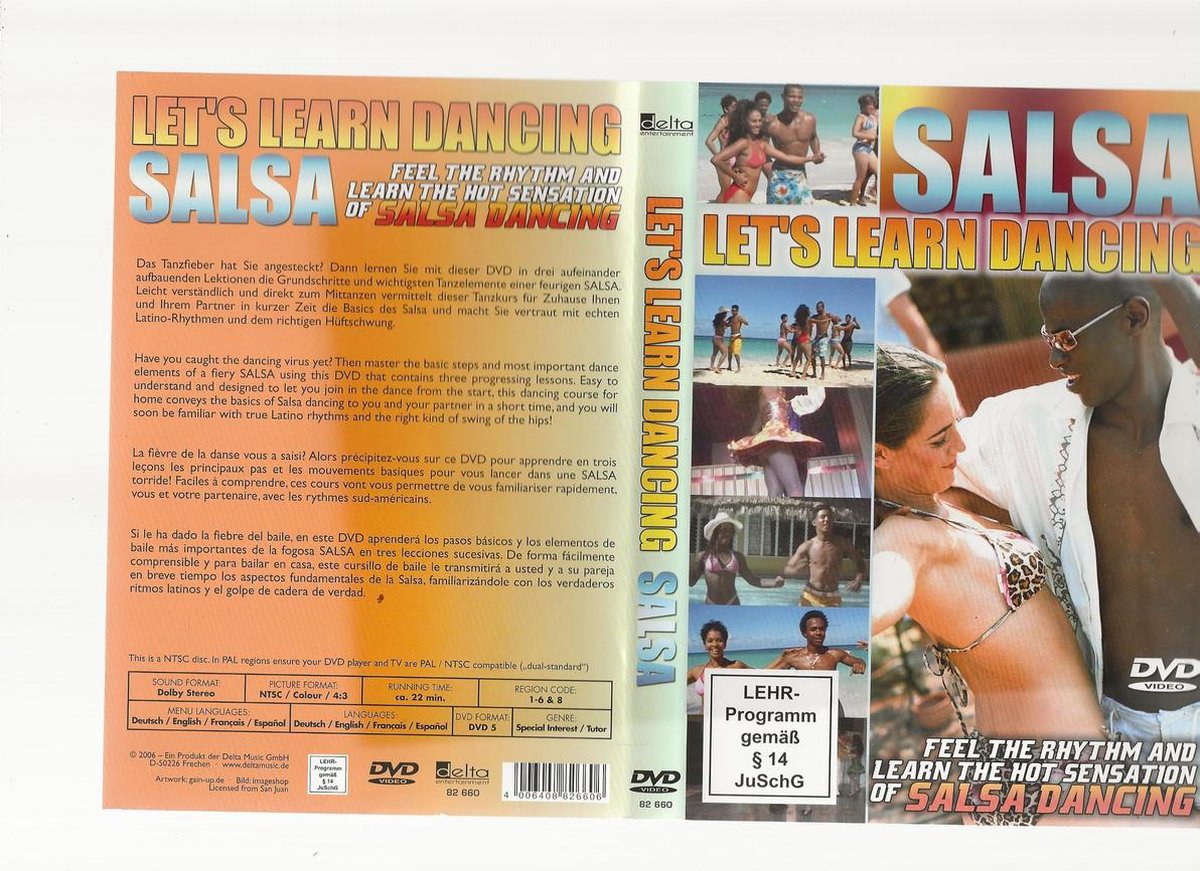 LET'S LEARN DANCING
SALSA
FEEL THE RHYTHM AND
LEARN THE HOT SENSATION
OF SALSA DANCING
Das Tanzfieber hat Sie angesteckt? Dann lernen Sie mit dieser DVD in drei aufeinander
aufbauenden Lektionen die Grundschritte und wichtigsten Tanzelemente einer feurigen SALSA.
Leicht verständlich und direkt zum Mittanzen vermittelt dieser Tanzkurs für Zuhause Ihnen
und Ihrem Partner in kurzer Zeit die Basics des Salsa und macht Sie vertraut mit echten
Latino-Rhythmen und dem richtigen Hüftschwung.
Have you caught the dancing virus yet? Then master the basic steps and most important dance
elements of a fiery SALSA using this DVD that contains three progressing lessons. Easy to
understand and designed to let you join in the dance from the start, this dancing course for
home conveys the basics of Salsa dancing to you and your partner in a short time, and you will
soon be familiar with true Latino rhythms and the right kind of swing of the hips!
La fièvre de la danse vous a saisi? Alors précipitez-vous sur ce DVD pour apprendre en trois
leçons les principaux pas et les mouvements basiques pour vous lancer dans une SALSA
torride! Faciles à comprendre, ces cours vont vous permettre de vous familiariser rapidement,
vous et votre partenaire, avec les rythmes sud-américains.
Si le ha dado la fiebre del baile, en este DVD aprenderá los pasos básicos y los elementos de
baile más importantes de la fogosa SALSA en tres lecciones sucesivas. De forma fácilmente
comprensible y para bailar en casa, este cursillo de baile le transmitirá a usted y a su pareja
en breve tiempo los aspectos fundamentales de la Salsa, familiarizándole con los verdaderos
ritmos latinos y el golpe de cadera de verdad.
This is a NTSC disc. In PAL regions ensure your DVD player and TV are PAL / NTSC compatible („dual-standard")
SOUND FORMAT:
Dolby Stereo
PICTURE FORMAT:
NTSC / Colour / 4:3
RUNNING TIME:
ca. 22 min.
REGION CODE:
1-6 & 8
MENU LANGUAGES:
Deutsch / English / Français / Español
LANGUAGES:
Deutsch / English / Français / Español
DVD FORMAT:
DVD 5
GENRE:
Special Interest / Tutor
© 2006 – Ein Produkt der Delta Music GmbH
D-50226 Frechen · www.deltamusic.de
Artwork: gain-up.de · Bild: imageshop
Licensed from San Juan
LEHR-
Programm
gemäß
§ 14
JuSchG
DVD
VIDEO
delta
entertainment
82 660
4 006408 826606
delta
entertainment
LET'S LEARN DANCING SALSA
DVD
VIDEO
82 660
SALSA
LET'S LEARN DANCING
LEHR-
Programm
gemäß
§ 14
JuSchG
DVD
VIDEO
FEEL THE RHYTHM AND
LEARN THE HOT SENSATION
OF SALSA DANCING